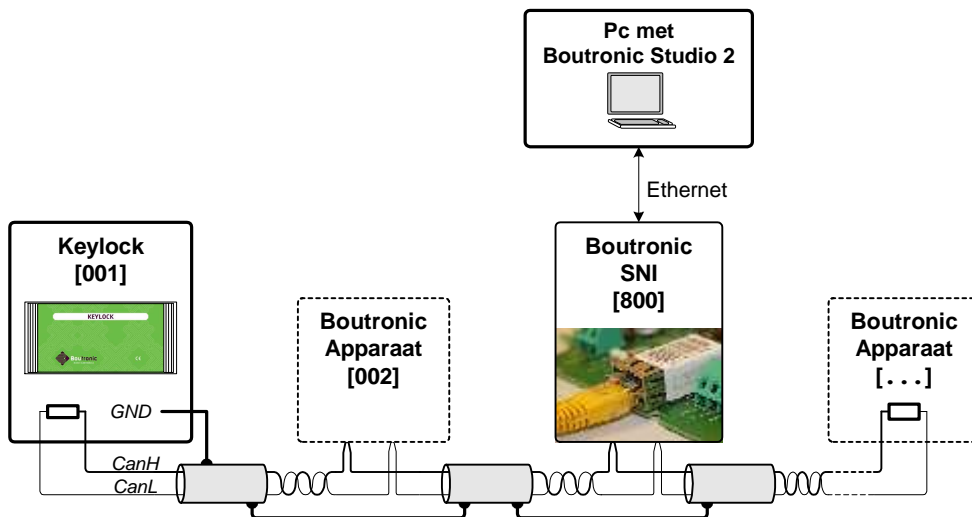 Pc met
Boutronic Studio 2
Ethernet
Keylock
[001]
KEYLOCK
Boutronic
GND
CanH
CanL
Boutronic
Apparaat
[002]
Boutronic
SNI
[800]
Boutronic
Apparaat
[...]